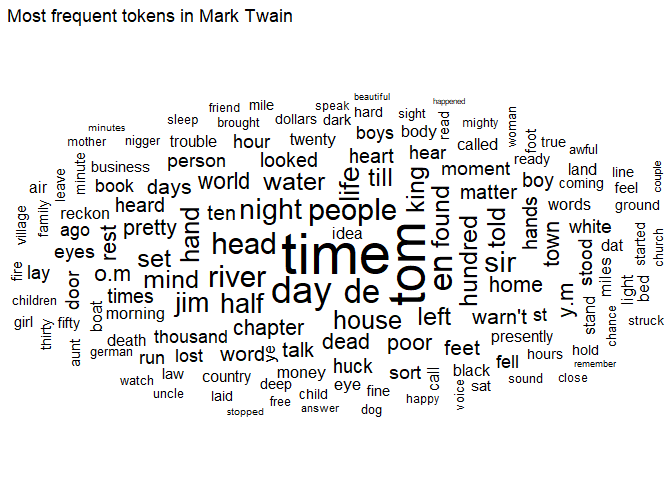 Most frequent tokens in Mark Twain
beautiful happened
friend mile speak hard sight read woman
sleep brought dollars dark mighty
minutes boys body foot true
mother nigger trouble hour twenty called awful
business person looked heart hear ready
minute life till king moment land line couple
air leave book days world water matter boy coming feel
reckon heard ten night people found told hands words ground
village family ago pretty hand idea tom en hundred town white started
eyes rest set head time sir stood dat church
fire lay door o.m mind river day de home y.m miles light bed
children times jim half left warn't st stand chance
girl thirty fifty boat morning chapter house presently struck
aunt death thousand dead poor feet hours hold
german run lost word ye talk huck sort call black fell remember
watch law country money eye sat sound close
uncle laid deep child fine happy voice
free answer dog
stopped